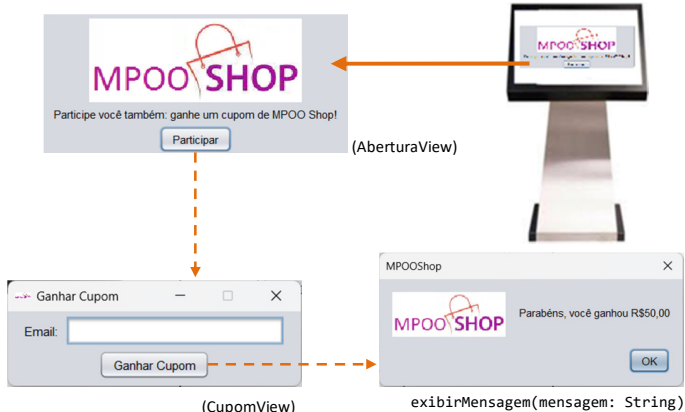 MPOO SHOP
Participe você também: ganhe um cupom de MPOO Shop!
Participar
(AberturaView)
MPOO SHOP
Ganhar Cupom
Email:
Ganhar Cupom
(CupomView)
MPOOShop
MPOO SHOP
Parabéns, você ganhou R$50,00
OK
exibirMensagem(mensagem: String)